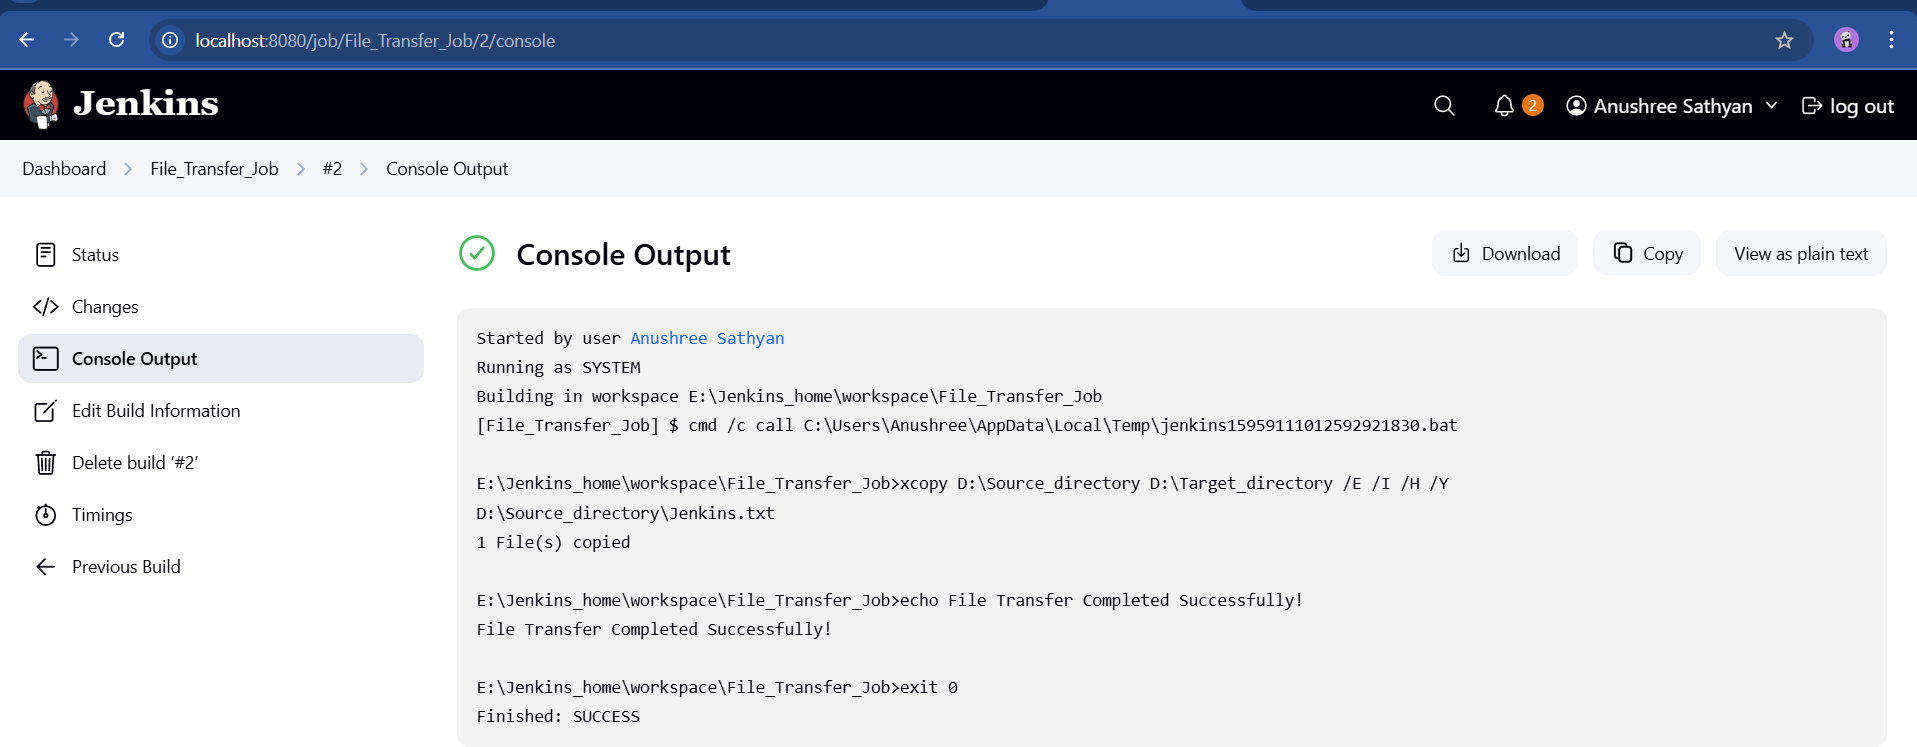 localhost:8080/job/File_Transfer_Job/2/console
Jenkins
2
Anushree Sathyan
log out
Dashboard
File_Transfer_Job
#2
Console Output
Status
Changes
Console Output
Edit Build Information
Delete build ‘#2’
Timings
Previous Build
Console Output
Download
Copy
View as plain text
Started by user Anushree Sathyan
Running as SYSTEM
Building in workspace E:\Jenkins_home\workspace\File_Transfer_Job
[File_Transfer_Job] $ cmd /c call C:\Users\Anushree\AppData\Local\Temp\jenkins15959111012592921830.bat
E:\Jenkins_home\workspace\File_Transfer_Job>xcopy D:\Source_directory D:\Target_directory /E /I /H /Y
D:\Source_directory\Jenkins.txt
1 File(s) copied
E:\Jenkins_home\workspace\File_Transfer_Job>echo File Transfer Completed Successfully!
File Transfer Completed Successfully!
E:\Jenkins_home\workspace\File_Transfer_Job>exit 0
Finished: SUCCESS